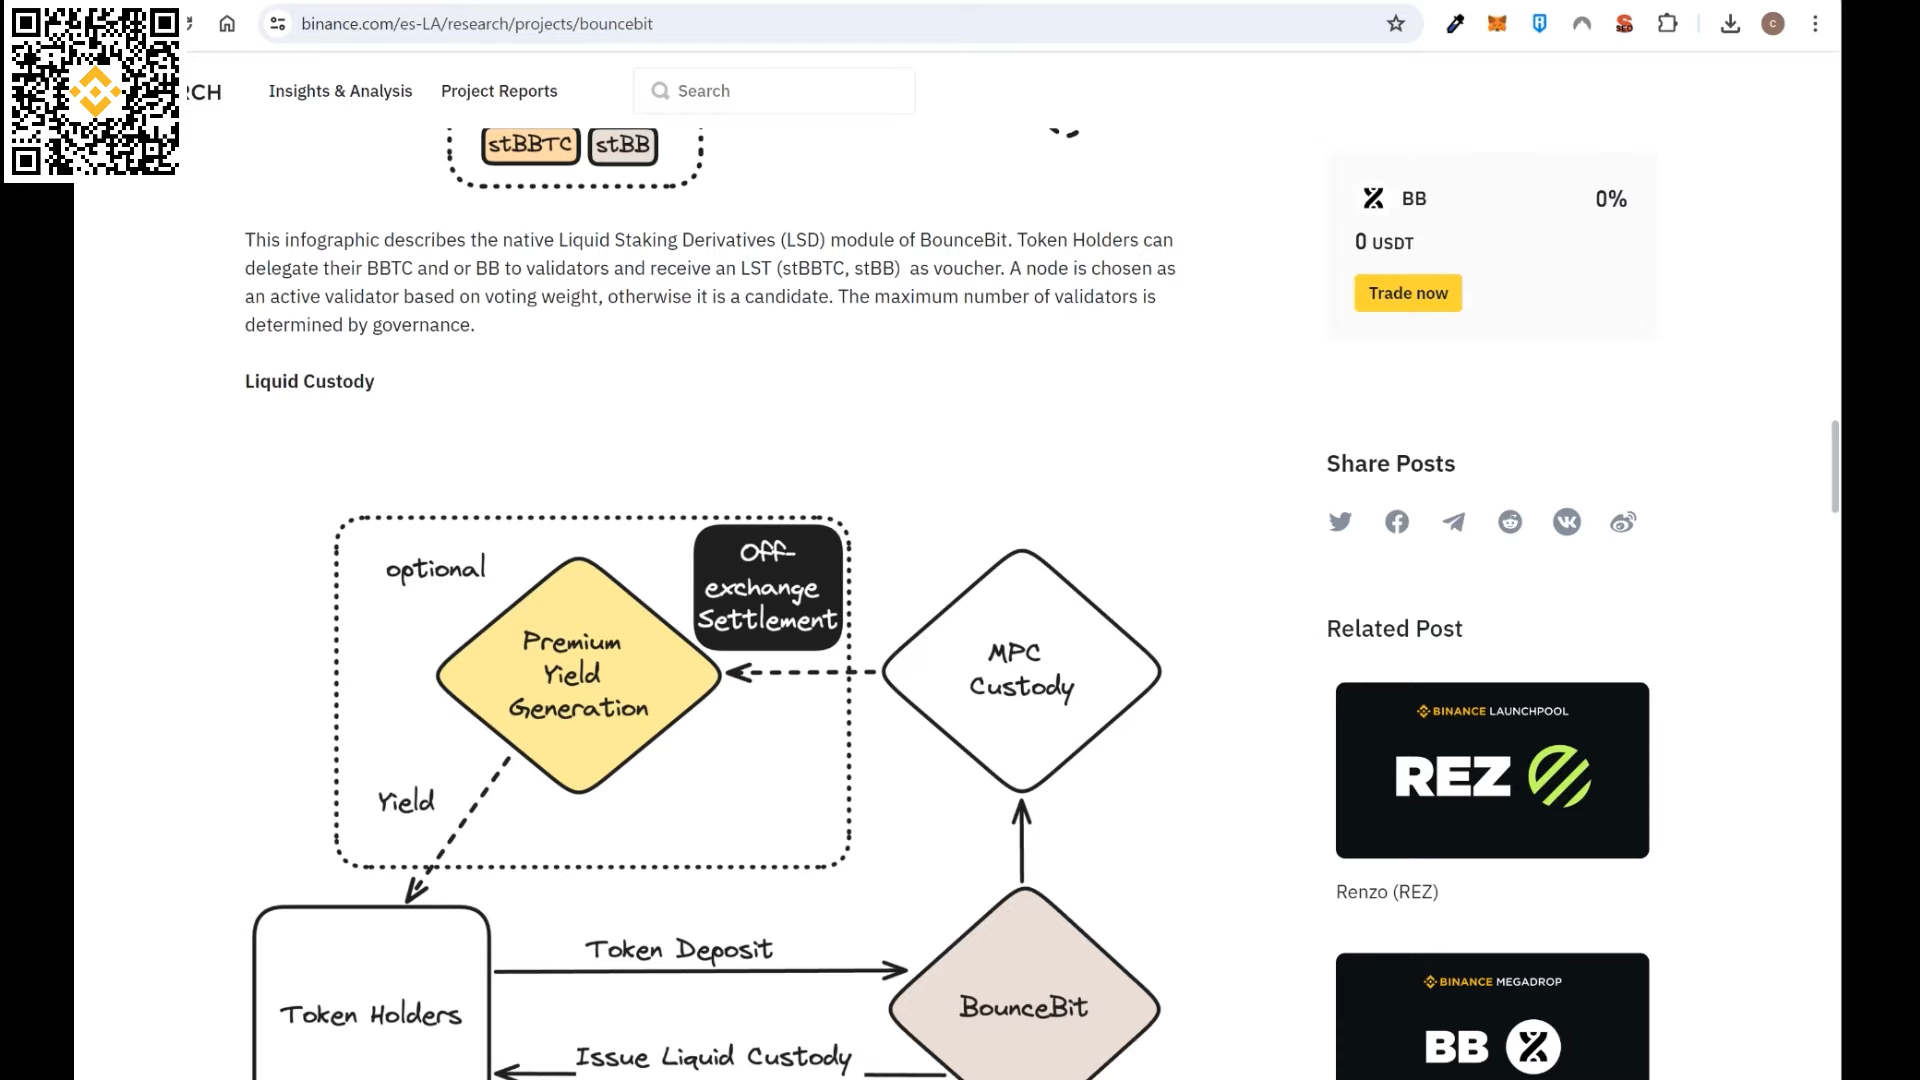 binance.com/es-LA/research/projects/bouncebit
RCH
Insights & Analysis
Project Reports
Search
stBBTC
stBB
BB
0%
0 USDT
Trade now
This infographic describes the native Liquid Staking Derivatives (LSD) module of BounceBit. Token Holders can
delegate their BBTC and or BB to validators and receive an LST (stBBTC, stBB) as voucher. A node is chosen as
an active validator based on voting weight, otherwise it is a candidate. The maximum number of validators is
determined by governance.
Liquid Custody
Share Posts
optional
Off-
exchange
Settlement
Premium
Yield
Generation
MPC
Custody
Yield
Token Deposit
Token Holders
BounceBit
Issue Liquid Custody
Related Post
BINANCE LAUNCHPOOL
REZ
Renzo (REZ)
BINANCE MEGADROP
BB